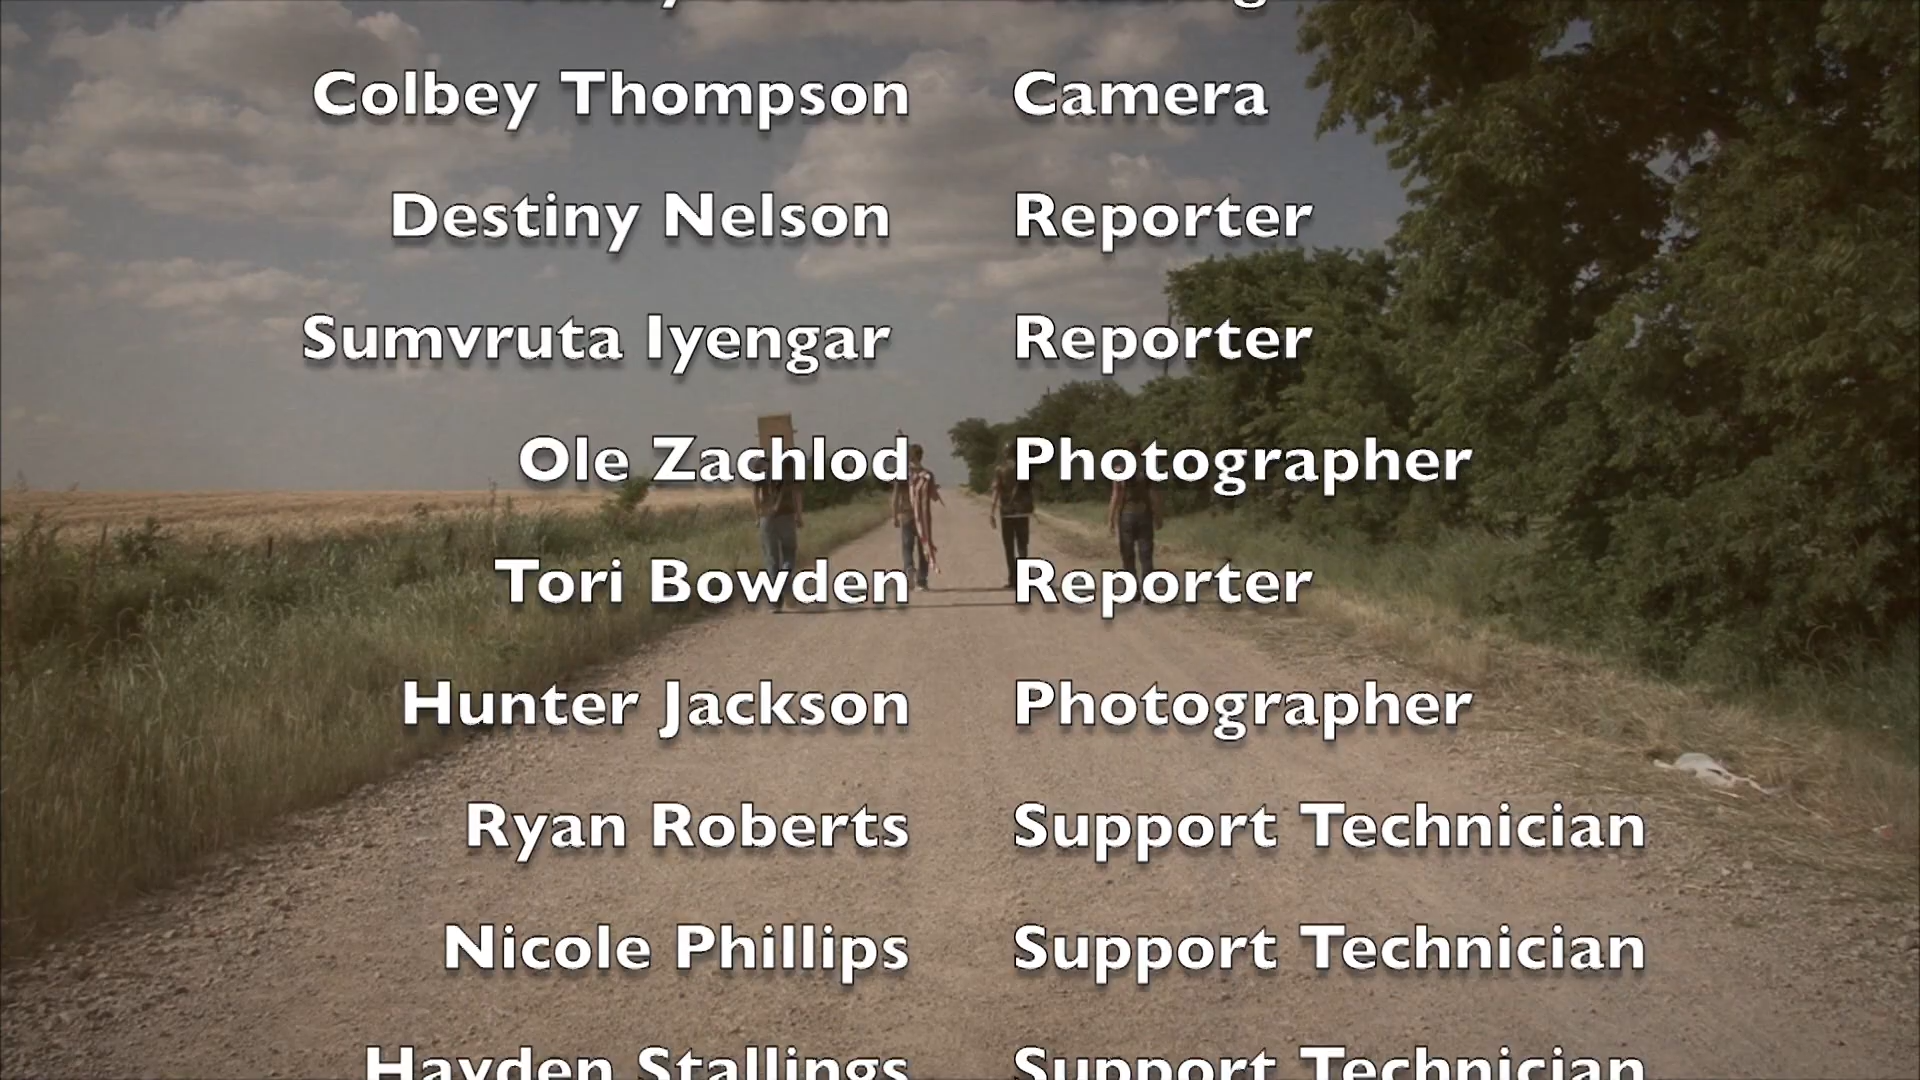 Colbey Thompson Camera
Destiny Nelson Reporter
Sumvruta Iyengar Reporter
Ole Zachlod Photographer
Tori Bowden Reporter
Hunter Jackson Photographer
Ryan Roberts Support Technician
Nicole Phillips Support Technician
Hayden Stallings Support Technician